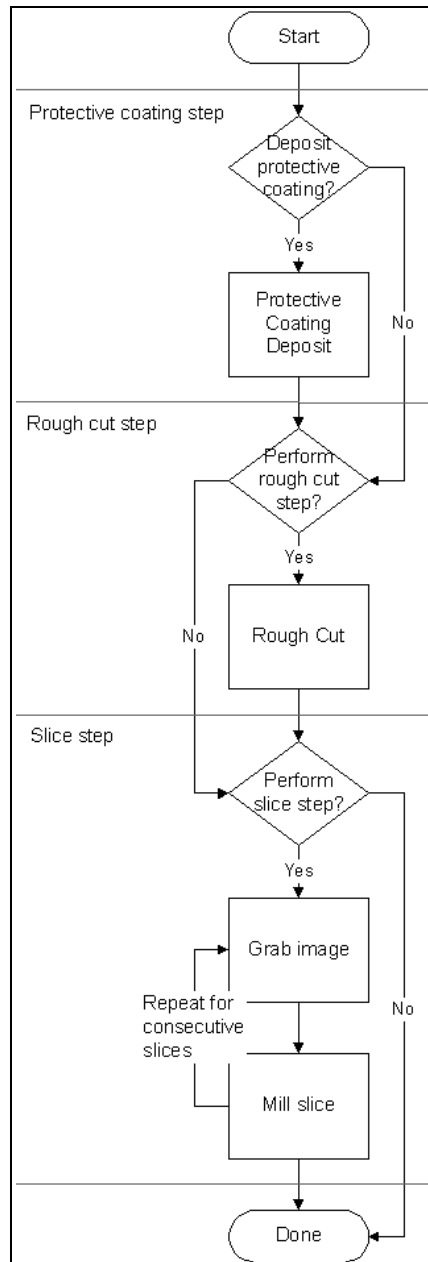 Start
Protective coating step
Deposit
protective
coating?
Yes
No
Protective
Coating
Deposit
Rough cut step
Perform
rough cut
step?
Yes
No
Rough Cut
Slice step
Perform
slice step?
Yes
No
Grab image
Repeat for
consecutive
slices
Mill slice
Done